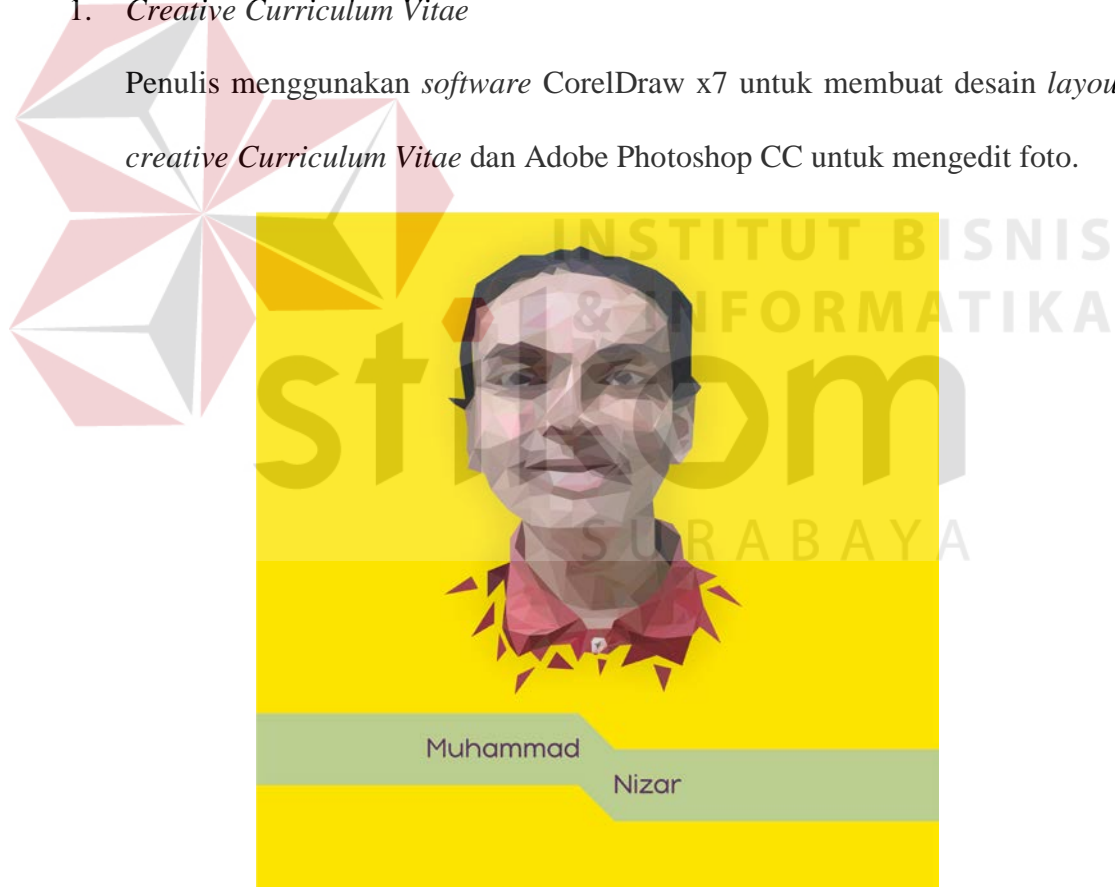 1. Creative Curriculum Vitae
Penulis menggunakan software CorelDraw x7 untuk membuat desain layou
creative Curriculum Vitae dan Adobe Photoshop CC untuk mengedit foto.
INSTITUT BISNIS
& INFORMATIKA
stikom
SURABAYA
Muhammad
Nizar